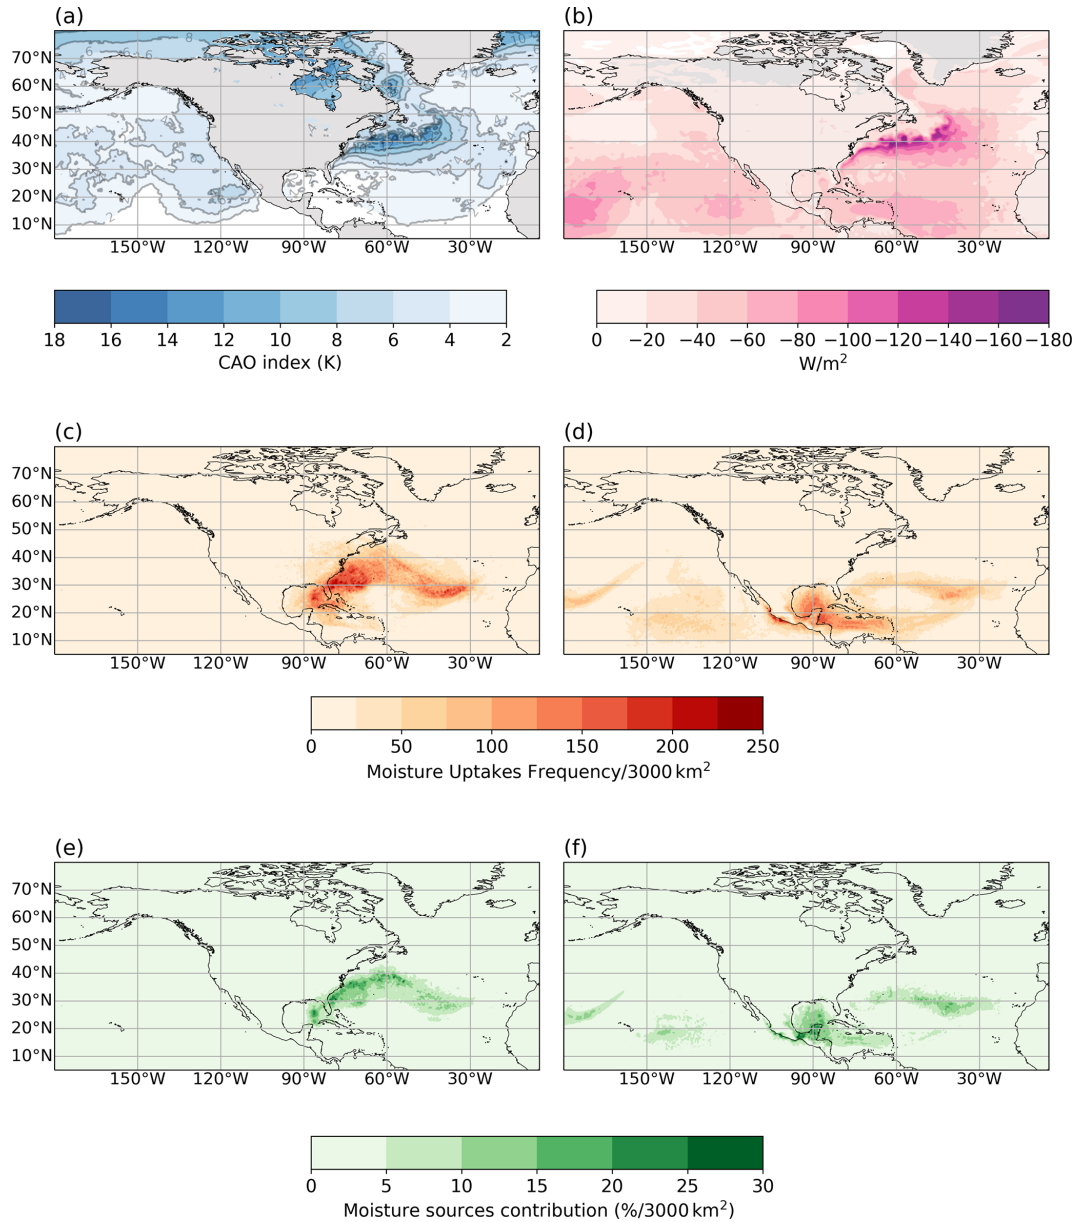 (a)
(b)
70°N
60°N
50°N
40°N
30°N
20°N
10°N
150°W 120°W 90°W 60°W 30°W
150°W 120°W 90°W 60°W 30°W
18 16 14 12 10 8 6 4 2
CAO index (K)
0 −20 −40 −60 −80 −100 −120 −140 −160 −180
W/m²
(c)
(d)
70°N
60°N
50°N
40°N
30°N
20°N
10°N
150°W 120°W 90°W 60°W 30°W
150°W 120°W 90°W 60°W 30°W
0 50 100 150 200 250
Moisture Uptakes Frequency/3000 km²
(e)
(f)
70°N
60°N
50°N
40°N
30°N
20°N
10°N
150°W 120°W 90°W 60°W 30°W
150°W 120°W 90°W 60°W 30°W
0 5 10 15 20 25 30
Moisture sources contribution (%/3000 km²)